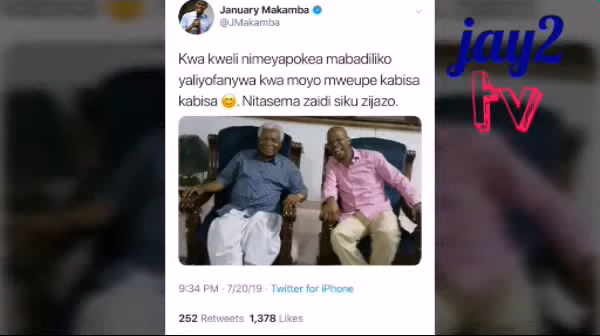 January Makamba
@JMakamba
Kwa kweli nimeyapokea mabadiliko
yaliyofanywa kwa moyo mweupe kabisa
kabisa 😊. Nitasema zaidi siku zijazo.
9:34 PM · 7/20/19 · Twitter for iPhone
252 Retweets 1,378 Likes
jay2
tv